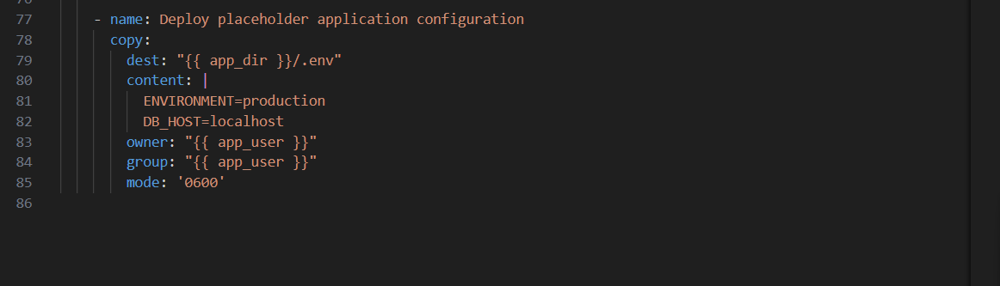 77 - name: Deploy placeholder application configuration
78 copy:
79 dest: "{{ app_dir }}/.env"
80 content: |
81 ENVIRONMENT=production
82 DB_HOST=localhost
83 owner: "{{ app_user }}"
84 group: "{{ app_user }}"
85 mode: '0600'
86